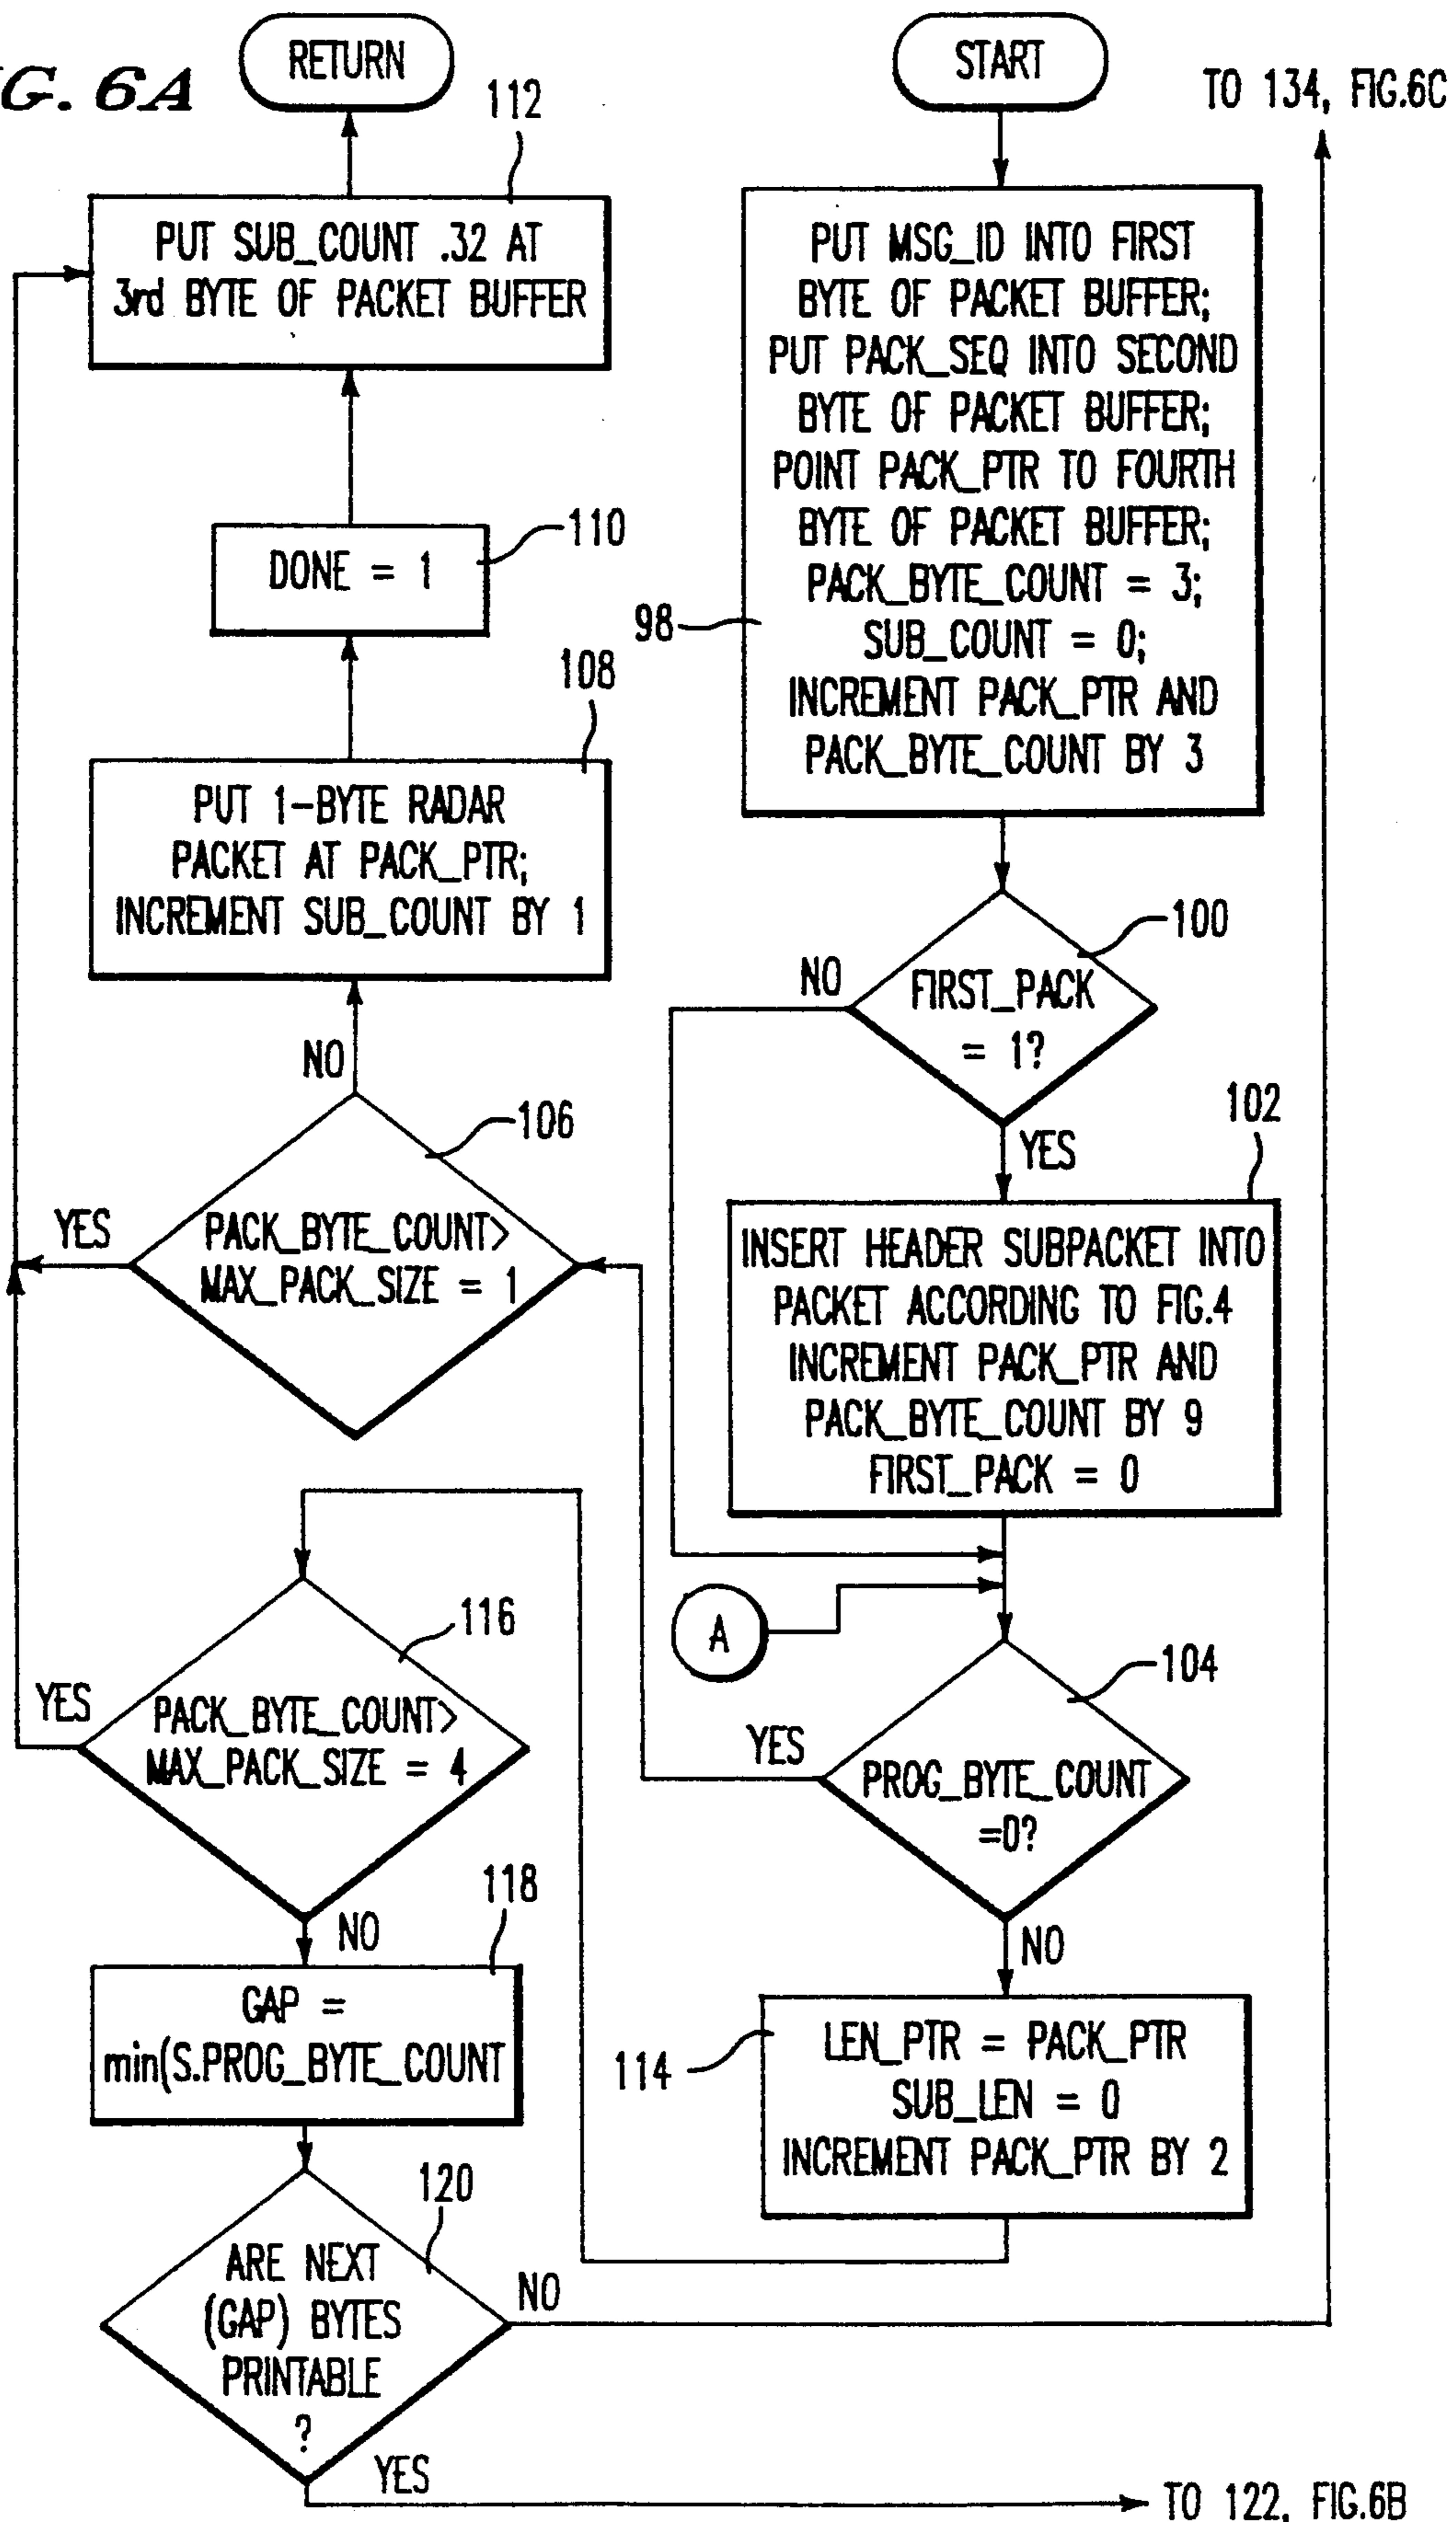 G. 6A
RETURN
112
PUT SUB_COUNT .32 AT
3rd BYTE OF PACKET BUFFER
DONE = 1
110
108
PUT 1-BYTE RADAR
PACKET AT PACK_PTR;
INCREMENT SUB_COUNT BY 1
NO
106
YES
PACK_BYTE_COUNT>
MAX_PACK_SIZE = 1
116
YES
PACK_BYTE_COUNT>
MAX_PACK_SIZE = 4
NO
118
GAP =
min(S.PROG_BYTE_COUNT
120
ARE NEXT
(GAP) BYTES
PRINTABLE
?
NO
YES
TO 122, FIG.6B
START
TO 134, FIG.6C
PUT MSG_ID INTO FIRST
BYTE OF PACKET BUFFER;
PUT PACK_SEQ INTO SECOND
BYTE OF PACKET BUFFER;
POINT PACK_PTR TO FOURTH
BYTE OF PACKET BUFFER;
PACK_BYTE_COUNT = 3;
SUB_COUNT = 0;
INCREMENT PACK_PTR AND
PACK_BYTE_COUNT BY 3
98
100
NO
FIRST_PACK
= 1?
YES
102
INSERT HEADER SUBPACKET INTO
PACKET ACCORDING TO FIG.4
INCREMENT PACK_PTR AND
PACK_BYTE_COUNT BY 9
FIRST_PACK = 0
A
104
YES
PROG_BYTE_COUNT
=0?
NO
114
LEN_PTR = PACK_PTR
SUB_LEN = 0
INCREMENT PACK_PTR BY 2